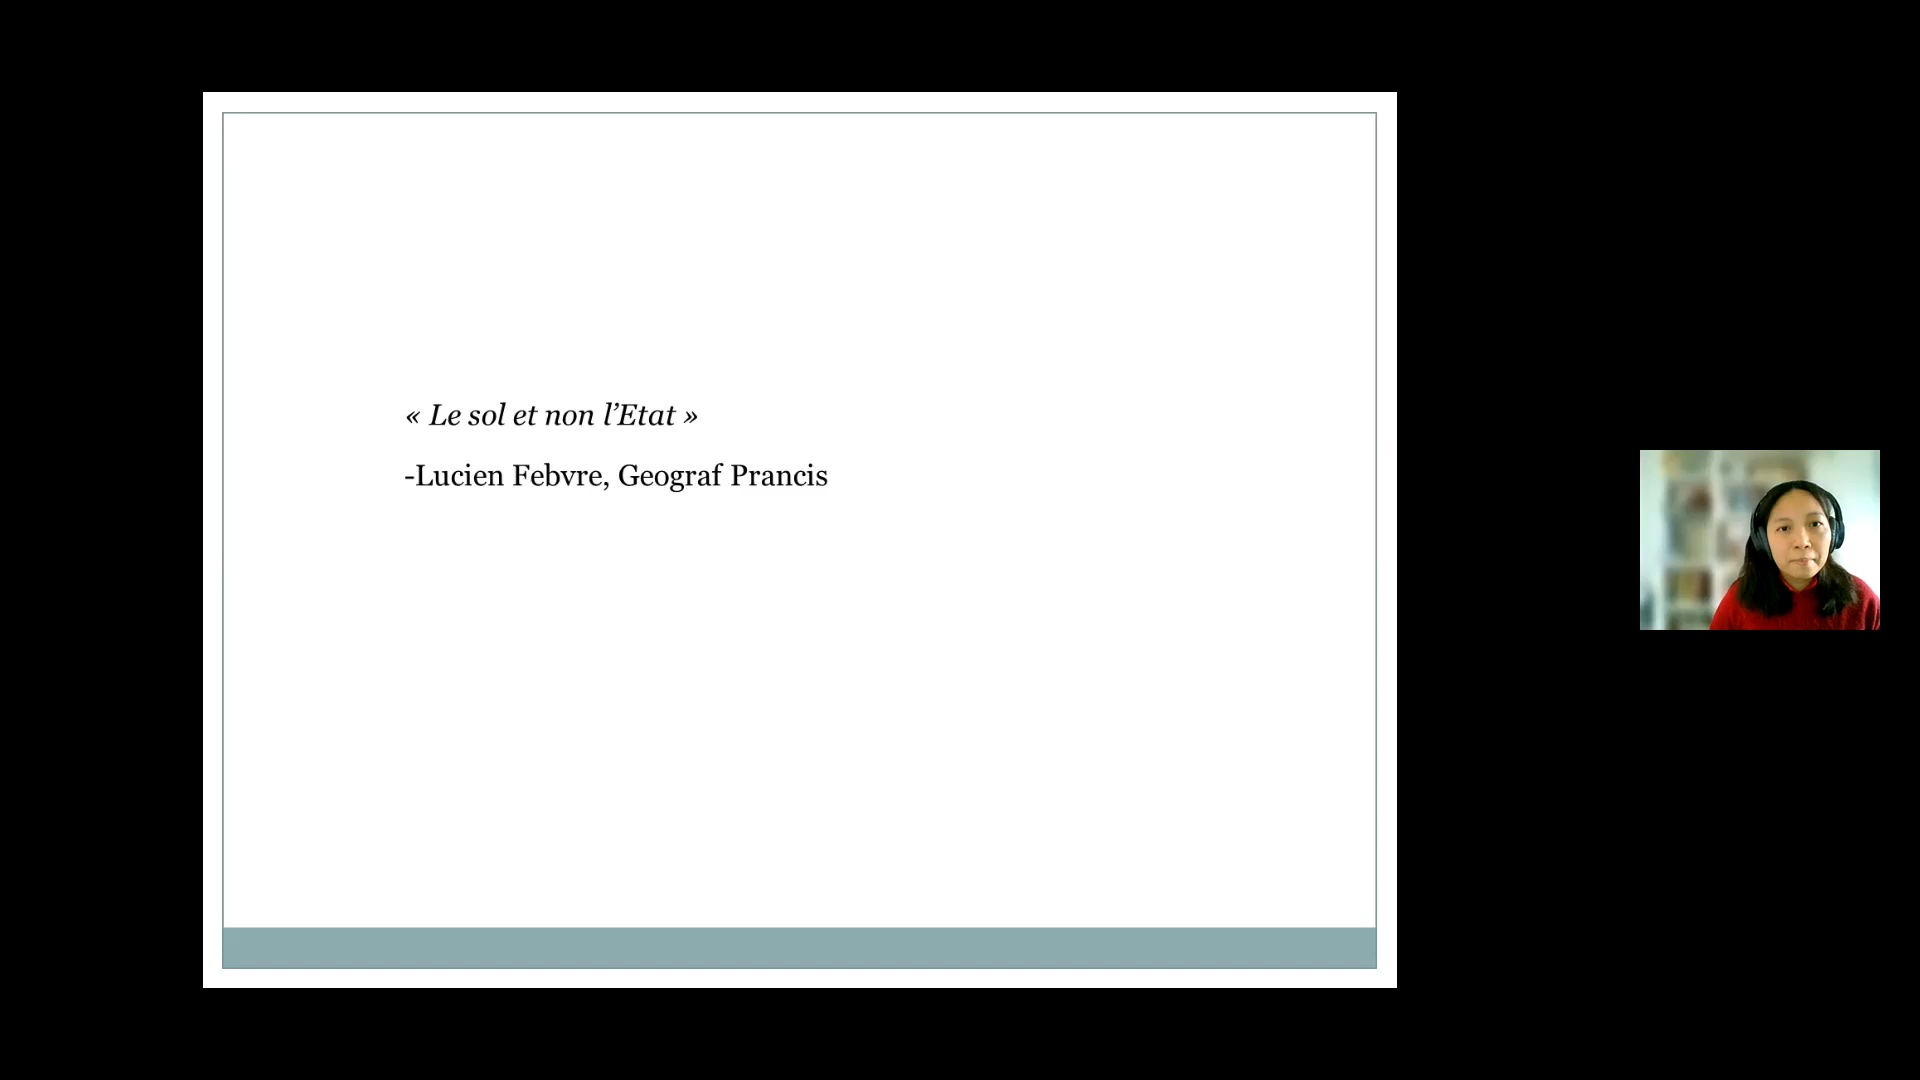 « Le sol et non l’Etat »
-Lucien Febvre, Geograf Prancis